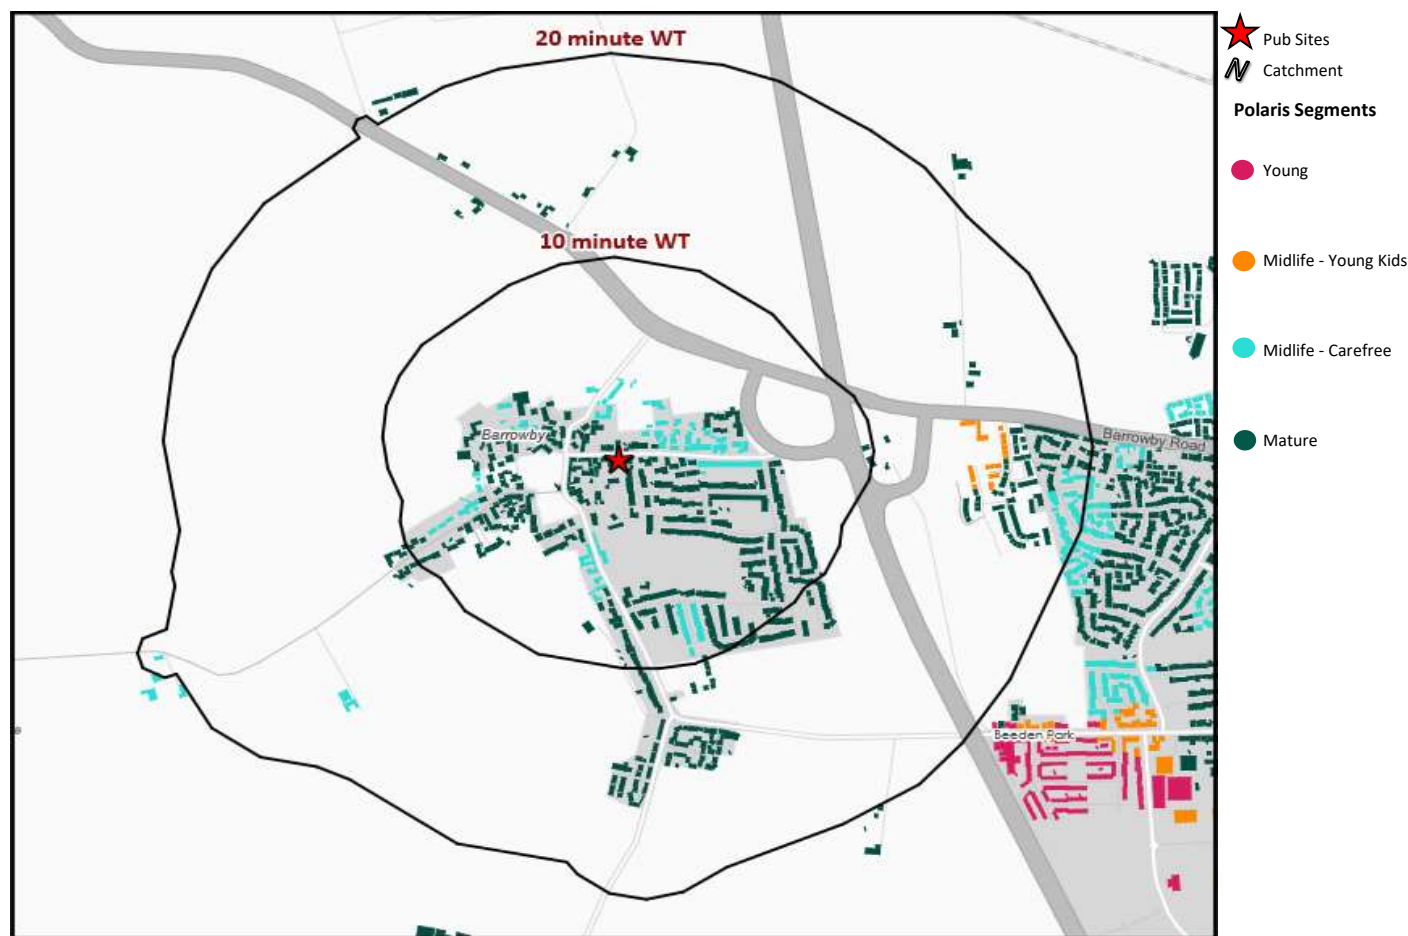 20 minute WT
10 minute WT
Barrowby
Barrowby Road
Beeden Park
e
Pub Sites
Catchment
Polaris Segments
Young
Midlife - Young Kids
Midlife - Carefree
Mature